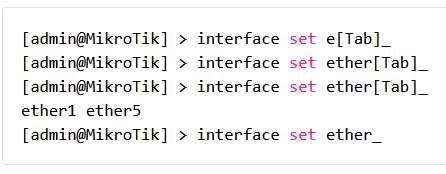 [admin@MikroTik] > interface set e[Tab]_
[admin@MikroTik] > interface set ether[Tab]_
[admin@MikroTik] > interface set ether[Tab]_
ether1 ether5
[admin@MikroTik] > interface set ether_